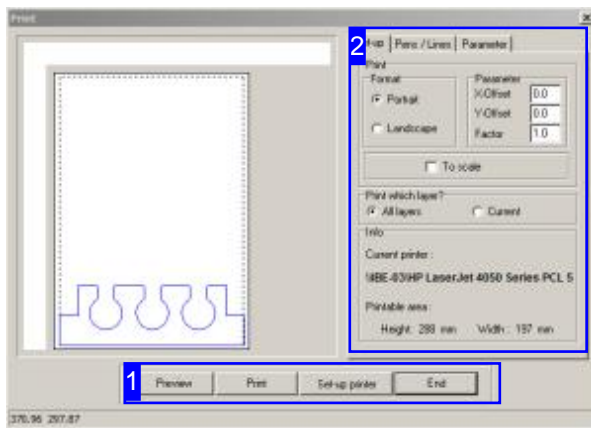 Print
2
Set-up Pens / Lines Parameter
Print
Format
Portrait
Landscape
Parameter
X-Offset 0.0
Y-Offset 0.0
Factor 1.0
To scale
Print which layer?
All layers Current
Info
Current printer :
\\IBE-03\HP LaserJet 4050 Series PCL 5
Printable area :
Height: 288 mm Width: 197 mm
1
Preview Print Set-up printer End
370.96 297.87